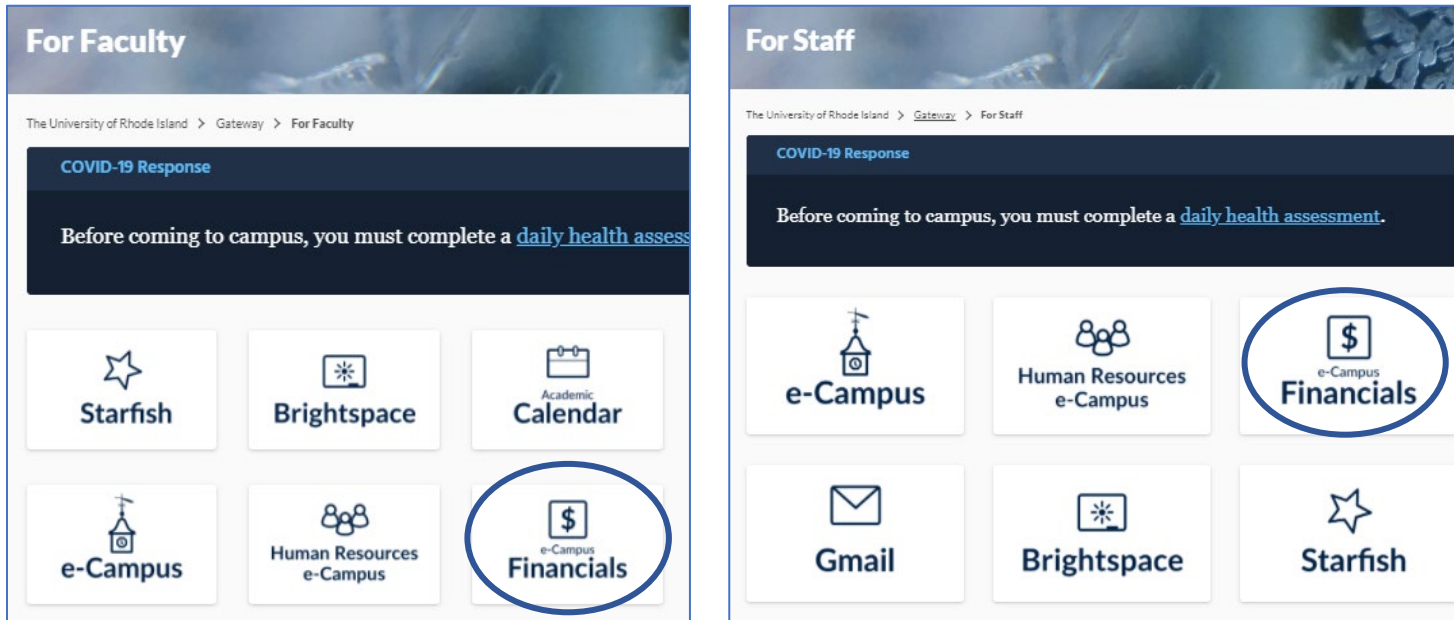 For Faculty
The University of Rhode Island > Gateway > For Faculty
COVID-19 Response
Before coming to campus, you must complete a daily health assess
Starfish
Brightspace
Academic
Calendar
e-Campus
Human Resources
e-Campus
$
e-Campus
Financials
For Staff
The University of Rhode Island > Gateway > For Staff
COVID-19 Response
Before coming to campus, you must complete a daily health assessment.
e-Campus
Human Resources
e-Campus
$
e-Campus
Financials
Gmail
Brightspace
Starfish